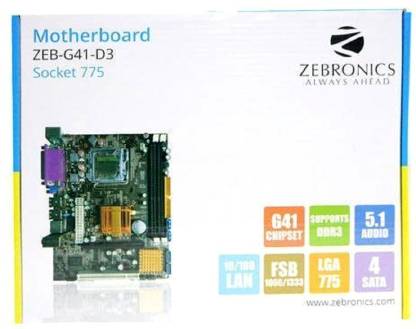 Motherboard
ZEB-G41-D3
Socket 775
ZEBRONICS
ALWAYS AHEAD
G41
CHIPSET
SUPPORTS
DDR3
5.1
AUDIO
10/100
LAN
FSB
1066/1333
LGA
775
4
SATA
www.zebronics.com